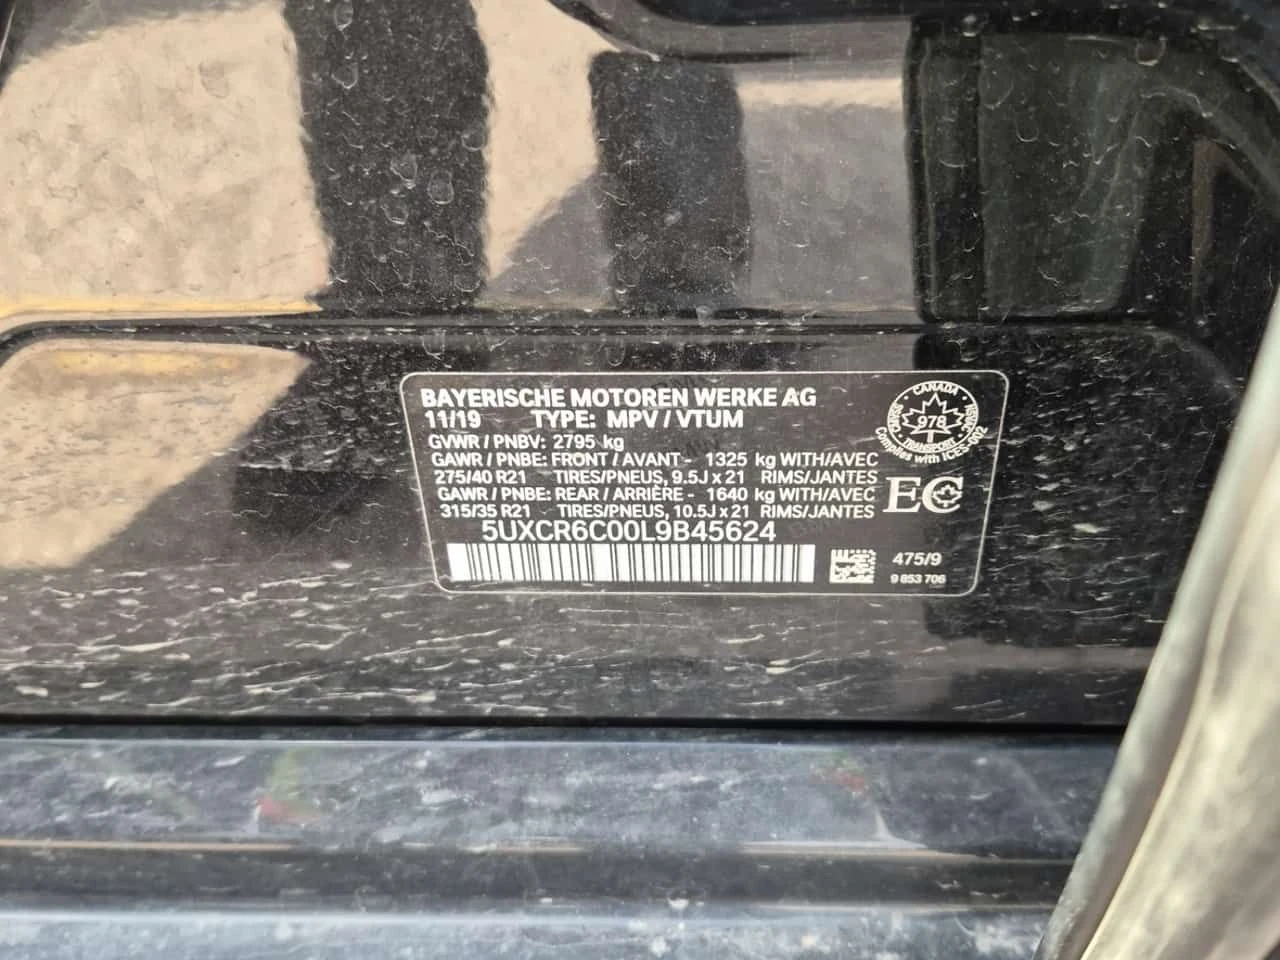 BAYERISCHE MOTOREN WERKE AG
11/19 TYPE: MPV / VTUM
GVWR / PNBV: 2795 kg
GAWR / PNBE: FRONT / AVANT - 1325 kg WITH/AVEC
275/40 R21 TIRES/PNEUS, 9.5J x 21 RIMS/JANTES
GAWR / PNBE: REAR / ARRIÈRE - 1640 kg WITH/AVEC
315/35 R21 TIRES/PNEUS, 10.5J x 21 RIMS/JANTES
5UXCR6C00L9B45624
CANADA
978
TRANSPORT
Complies with ICES-002
EC
475/9
9 853 706